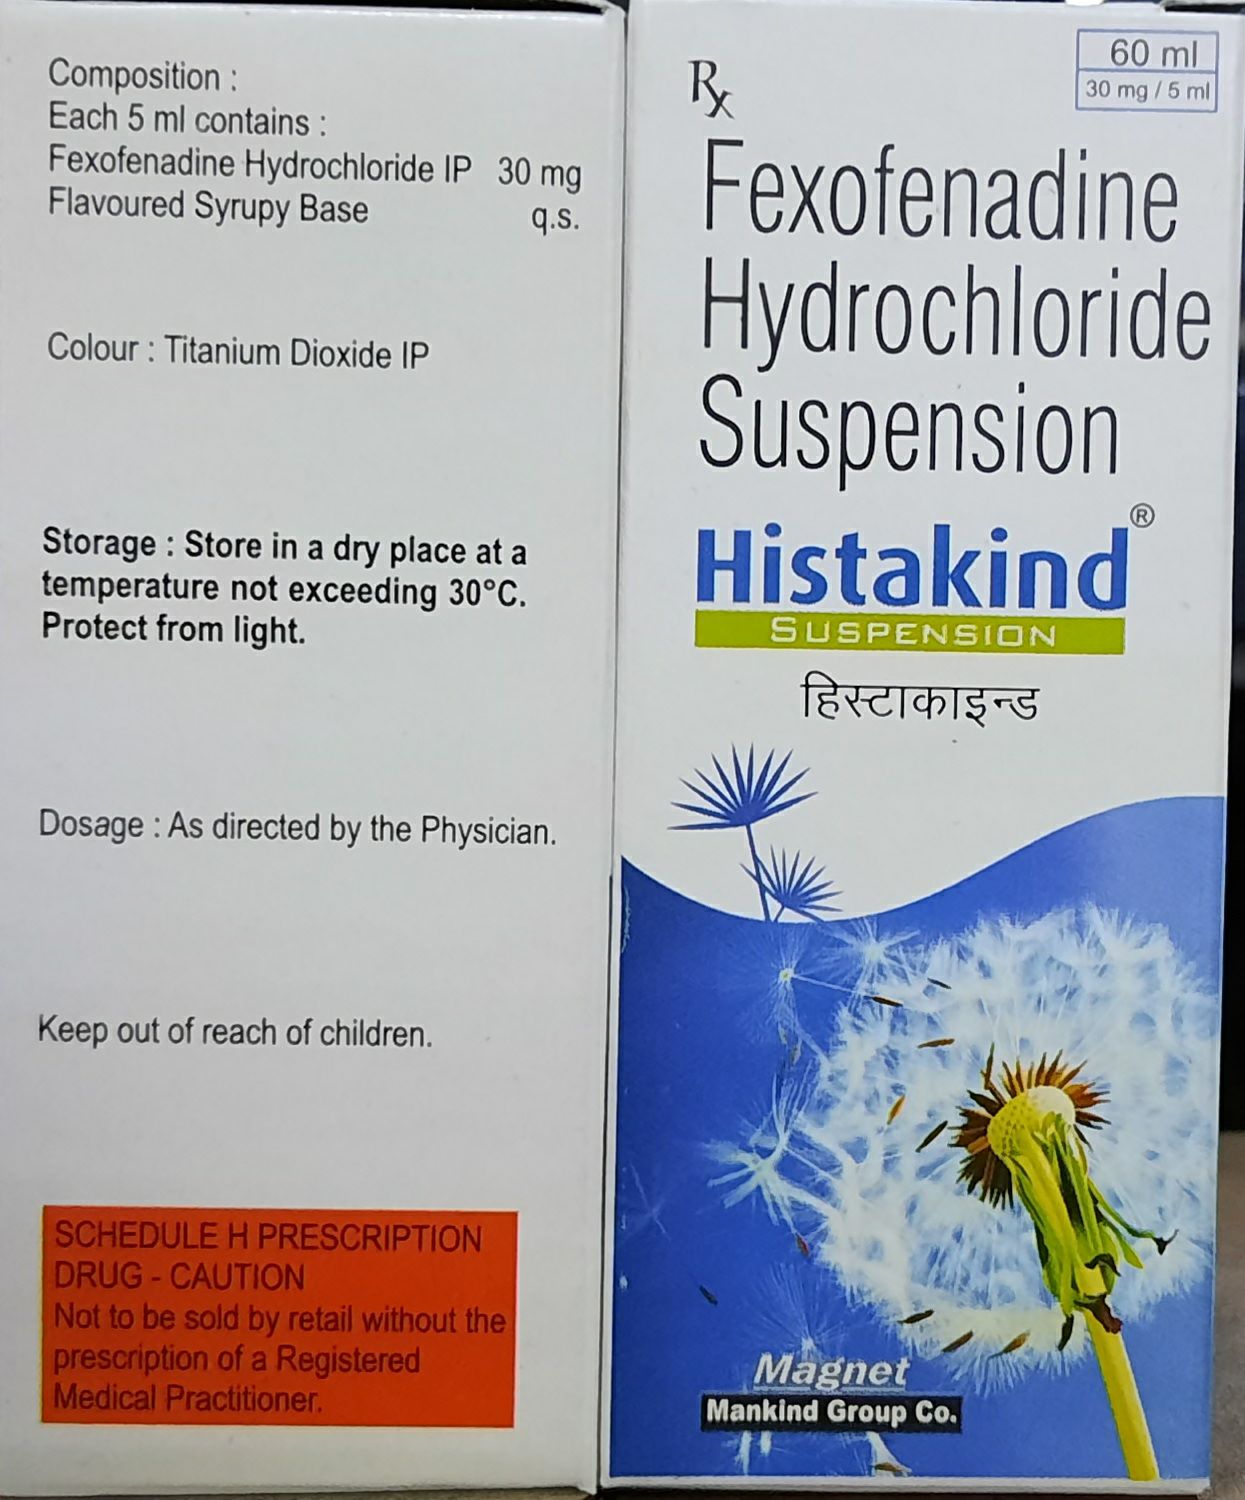 Composition :
Each 5 ml contains :
Fexofenadine Hydrochloride IP 30 mg
Flavoured Syrupy Base q.s.
Colour : Titanium Dioxide IP
Storage : Store in a dry place at a
temperature not exceeding 30°C.
Protect from light.
Dosage : As directed by the Physician.
Keep out of reach of children.
SCHEDULE H PRESCRIPTION
DRUG - CAUTION
Not to be sold by retail without the
prescription of a Registered
Medical Practitioner.
60 ml
30 mg / 5 ml
Rx
Fexofenadine
Hydrochloride
Suspension
Histakind®
SUSPENSION
हिस्टाकाइन्ड
Magnet
Mankind Group Co.